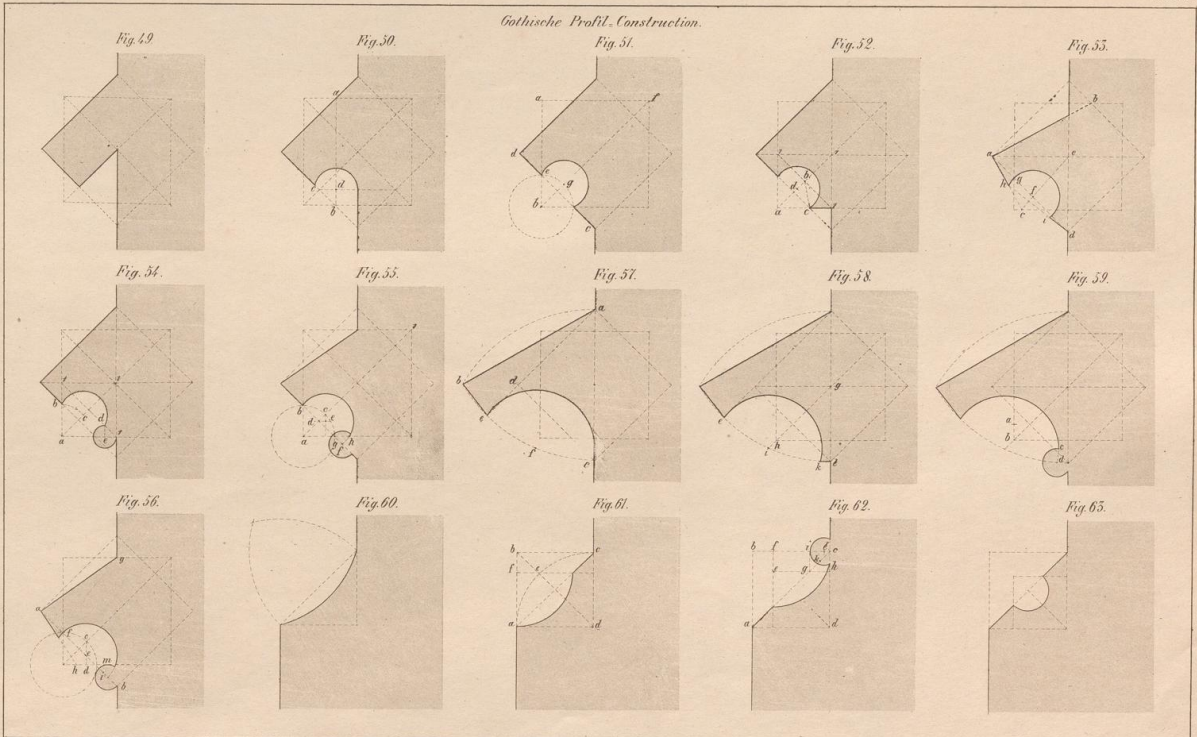 Gothische Profil-Construction.
Fig. 49.
Fig. 50.
Fig. 51.
Fig. 52.
Fig. 53.
a
c
d
b
a
f
d
e
g
b
c
b
d
a
c
b
a
e
h
g
f
c
i
d
Fig. 54.
Fig. 55.
Fig. 57.
Fig. 58.
Fig. 59.
b
c
d
a
e
b
c
d
e
a
g
h
f
a
b
d
e
f
c
g
e
i
h
k
f
a
b
c
d
Fig. 56.
Fig. 60.
Fig. 61.
Fig. 62.
Fig. 63.
g
a
f
c
s
h
d
m
i
b
b
c
f
e
a
d
b
f
i
e
c
k
s
g
h
a
d